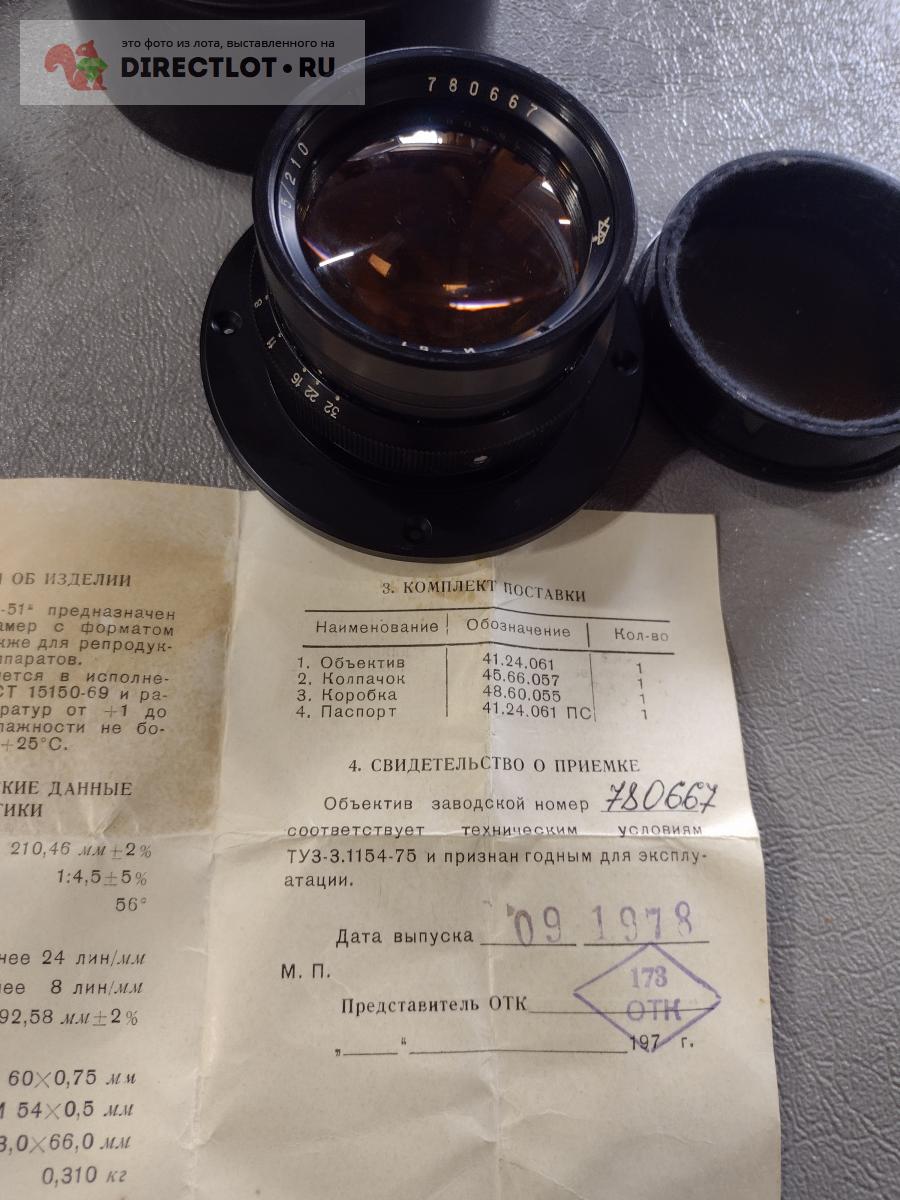 это фото из лота, выставленного на
DIRECTLOT•RU
780667
5/210
И-51
8
11
16
22
32
ОБ ИЗДЕЛИИ
-51“ предназначен
амер с форматом
кже для репродук-
ппаратов.
яется в исполне-
СТ 15150-69 и ра-
ратур от +1 до
лажности не бо-
+25°С.
СКИЕ ДАННЫЕ
ТИКИ
210,46 мм±2%
1:4,5±5%
56°
нее 24 лин/мм
нее 8 лин/мм
92,58 мм±2%
60×0,75 мм
М 54×0,5 мм
3,0×66,0 мм
0,310 кг
3. КОМПЛЕКТ ПОСТАВКИ
Наименование Обозначение Кол-во
1. Объектив 41.24.061 1
2. Колпачок 45.66.057 1
3. Коробка 48.60.055 1
4. Паспорт 41.24.061 ПС 1
4. СВИДЕТЕЛЬСТВО О ПРИЕМКЕ
Объектив заводской номер 780667
соответствует техническим условиям
ТУ3-3.1154-75 и признан годным для эксплу-
атации.
Дата выпуска 09 1978
М. П.
173
ОТК
Представитель ОТК
„ “ 197 г.